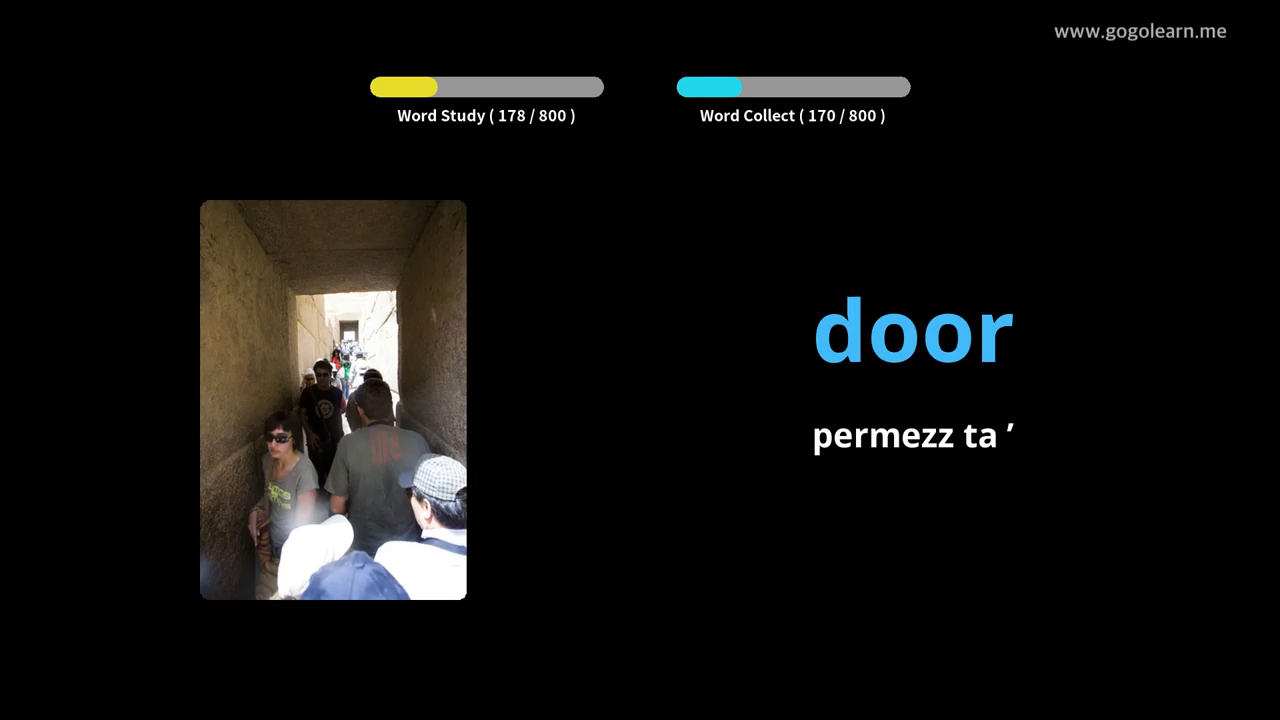 www.gogolearn.me
Word Study ( 178 / 800 )
Word Collect ( 170 / 800 )
door
permezz ta ’